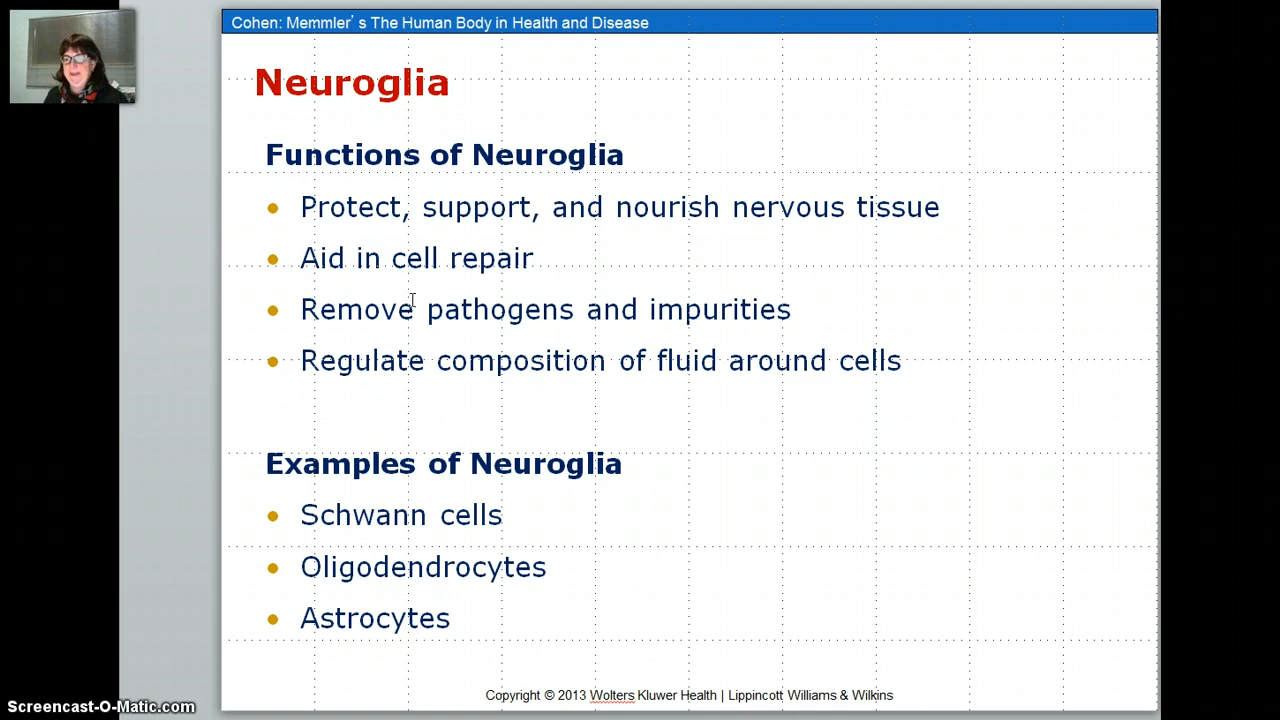 Cohen: Memmler’s The Human Body in Health and Disease
Neuroglia
Functions of Neuroglia
• Protect, support, and nourish nervous tissue
• Aid in cell repair
• Remove pathogens and impurities
• Regulate composition of fluid around cells
Examples of Neuroglia
• Schwann cells
• Oligodendrocytes
• Astrocytes
Copyright © 2013 Wolters Kluwer Health | Lippincott Williams & Wilkins
Screencast-O-Matic.com